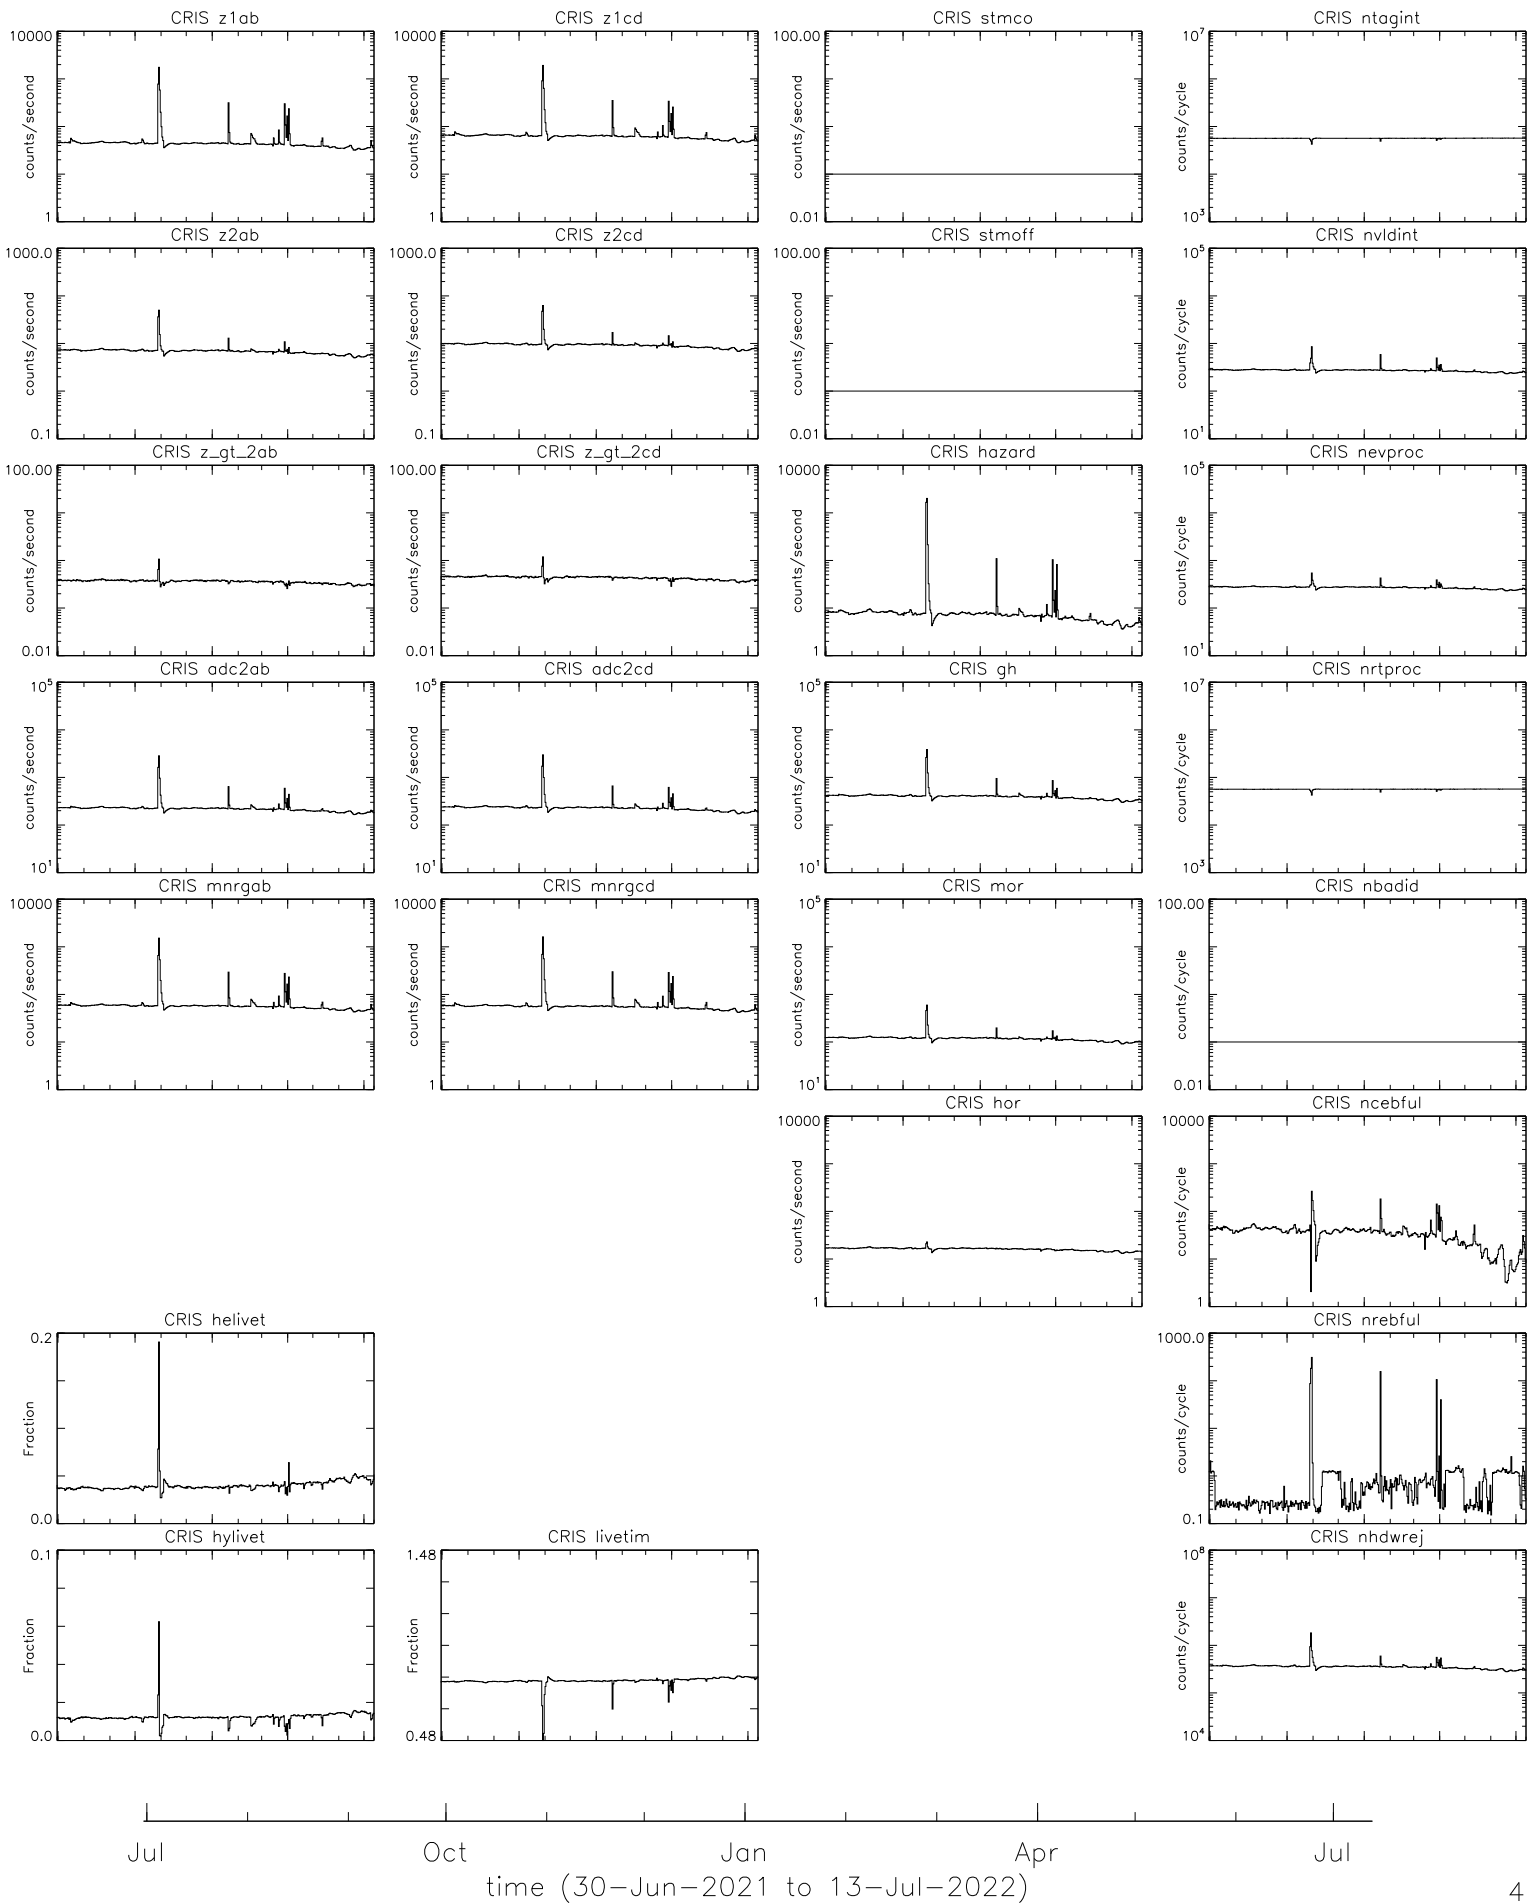 CRIS z1ab
10000
counts/second
1
CRIS z1cd
10000
counts/second
1
CRIS stmco
100.00
counts/second
0.01
CRIS ntagint
10⁷
counts/cycle
10³
CRIS z2ab
1000.0
counts/second
0.1
CRIS z2cd
1000.0
counts/second
0.1
CRIS stmoff
100.00
counts/second
0.01
CRIS nvldint
10⁵
counts/cycle
10¹
CRIS z_gt_2ab
100.00
counts/second
0.01
CRIS z_gt_2cd
100.00
counts/second
0.01
CRIS hazard
10000
counts/second
1
CRIS nevproc
10⁵
counts/cycle
10¹
CRIS adc2ab
10⁵
counts/second
10¹
CRIS adc2cd
10⁵
counts/second
10¹
CRIS gh
10⁵
counts/second
10¹
CRIS nrtproc
10⁷
counts/cycle
10³
CRIS mnrgab
10000
counts/second
1
CRIS mnrgcd
10000
counts/second
1
CRIS mor
10⁵
counts/second
10¹
CRIS nbadid
100.00
counts/cycle
0.01
CRIS hor
10000
counts/second
1
CRIS ncebful
10000
counts/cycle
1
CRIS helivet
0.2
Fraction
0.0
CRIS nrebful
1000.0
counts/cycle
0.1
CRIS hylivet
0.1
Fraction
0.0
CRIS livetim
1.48
Fraction
0.48
CRIS nhdwrej
10⁸
counts/cycle
10⁴
Jul
Oct
Jan
Apr
Jul
time (30-Jun-2021 to 13-Jul-2022)
4